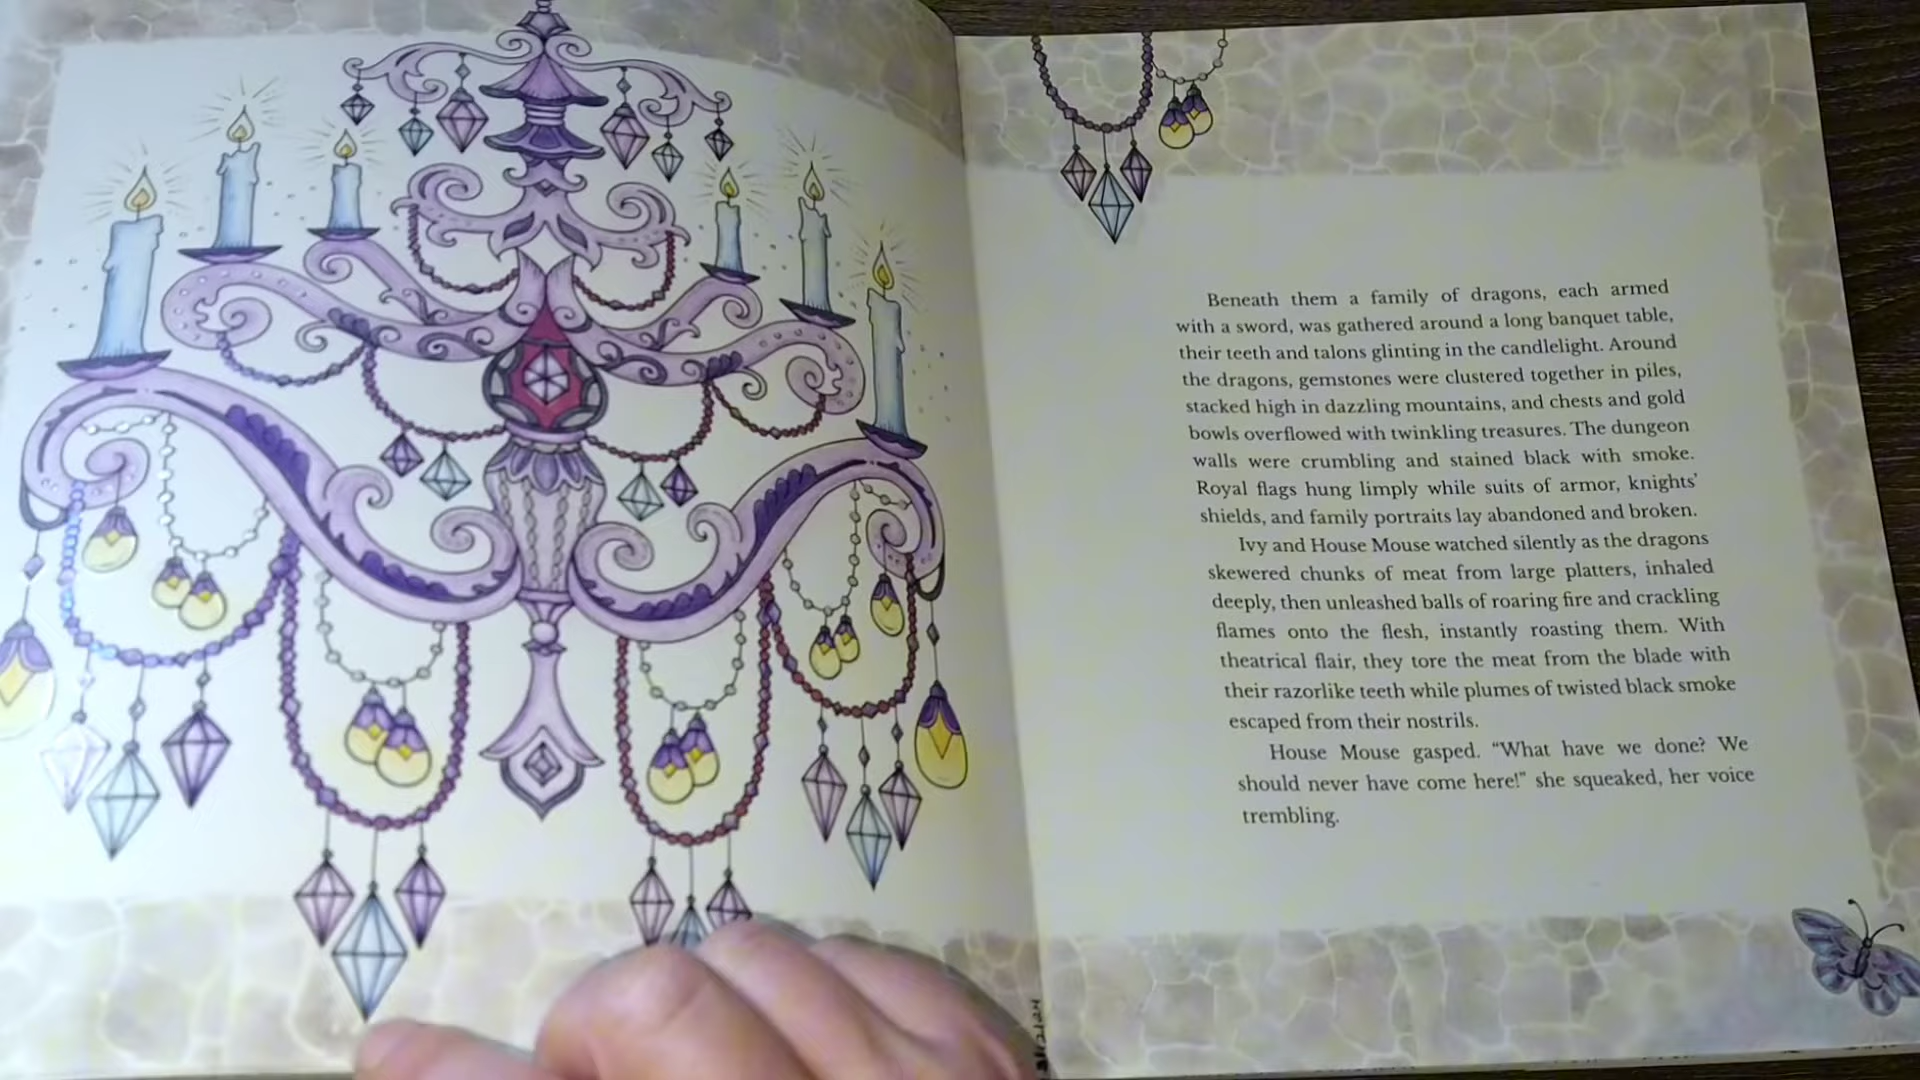 Beneath them a family of dragons, each armed
with a sword, was gathered around a long banquet table,
their teeth and talons glinting in the candlelight. Around
the dragons, gemstones were clustered together in piles,
stacked high in dazzling mountains, and chests and gold
bowls overflowed with twinkling treasures. The dungeon
walls were crumbling and stained black with smoke.
Royal flags hung limply while suits of armor, knights’
shields, and family portraits lay abandoned and broken.
Ivy and House Mouse watched silently as the dragons
skewered chunks of meat from large platters, inhaled
deeply, then unleashed balls of roaring fire and crackling
flames onto the flesh, instantly roasting them. With
theatrical flair, they tore the meat from the blade with
their razorlike teeth while plumes of twisted black smoke
escaped from their nostrils.
House Mouse gasped. “What have we done? We
should never have come here!” she squeaked, her voice
trembling.